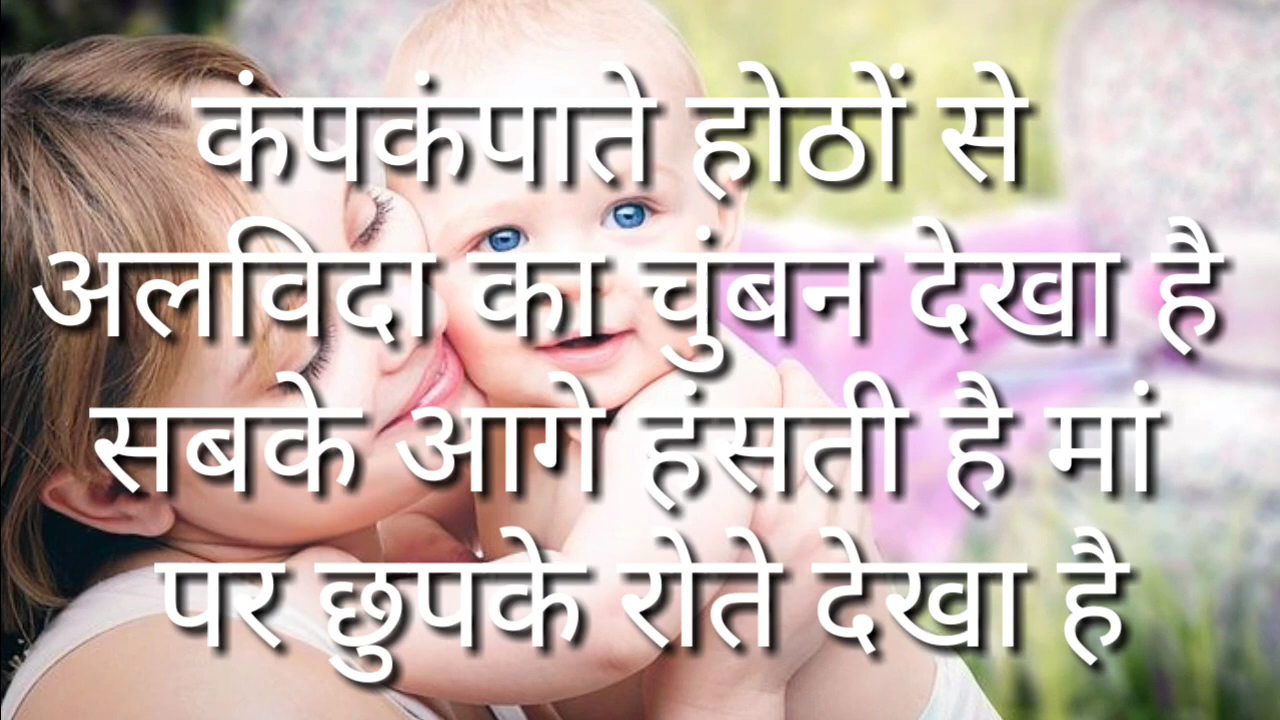 कंपकंपाते होठों से
अलविदा का चुंबन देखा है
सबके आगे हंसती है मां
पर छुपके रोते देखा है